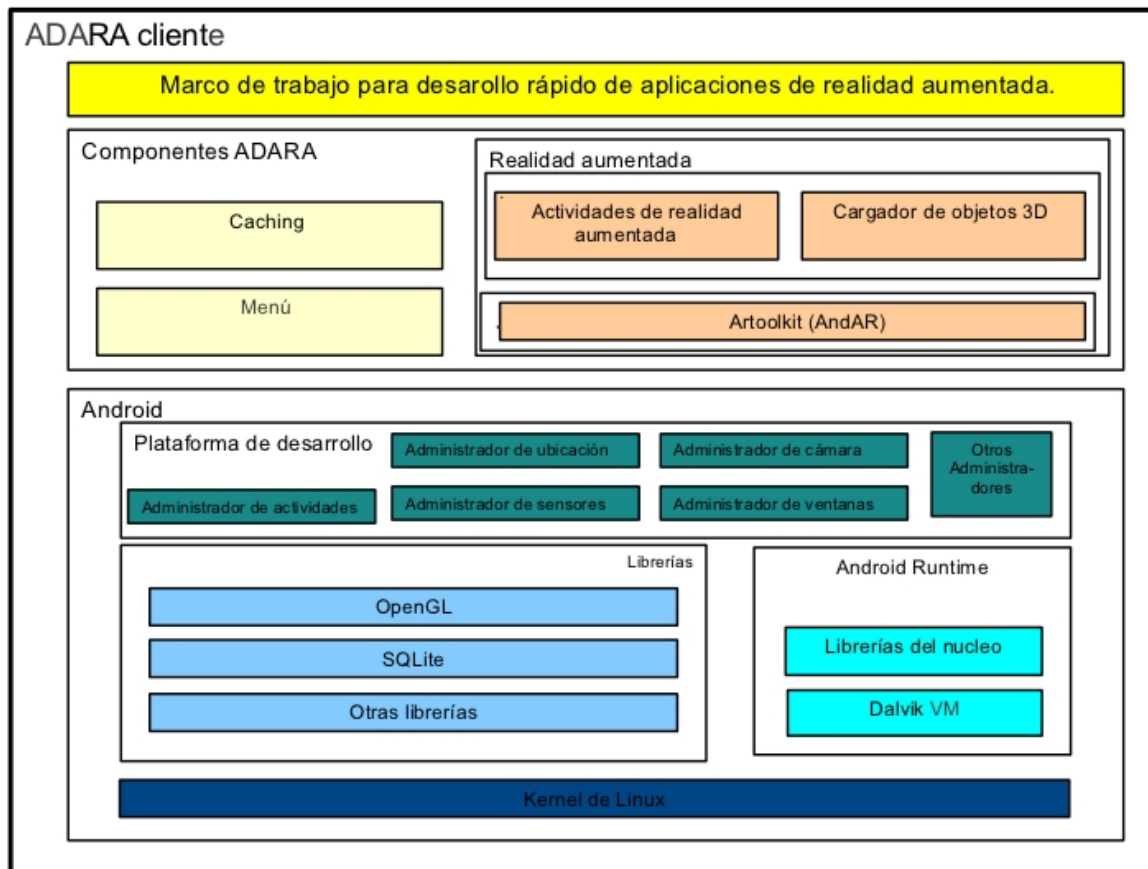 ADARA cliente
Marco de trabajo para desarollo rápido de aplicaciones de realidad aumentada.
Componentes ADARA
Caching
Menú
Realidad aumentada
Actividades de realidad
aumentada
Cargador de objetos 3D
Artoolkit (AndAR)
Android
Plataforma de desarrollo
Administrador de ubicación
Administrador de cámara
Otros
Administra-
dores
Administrador de actividades
Administrador de sensores
Administrador de ventanas
Librerías
OpenGL
SQLite
Otras librerías
Android Runtime
Librerías del nucleo
Dalvik VM
Kernel de Linux